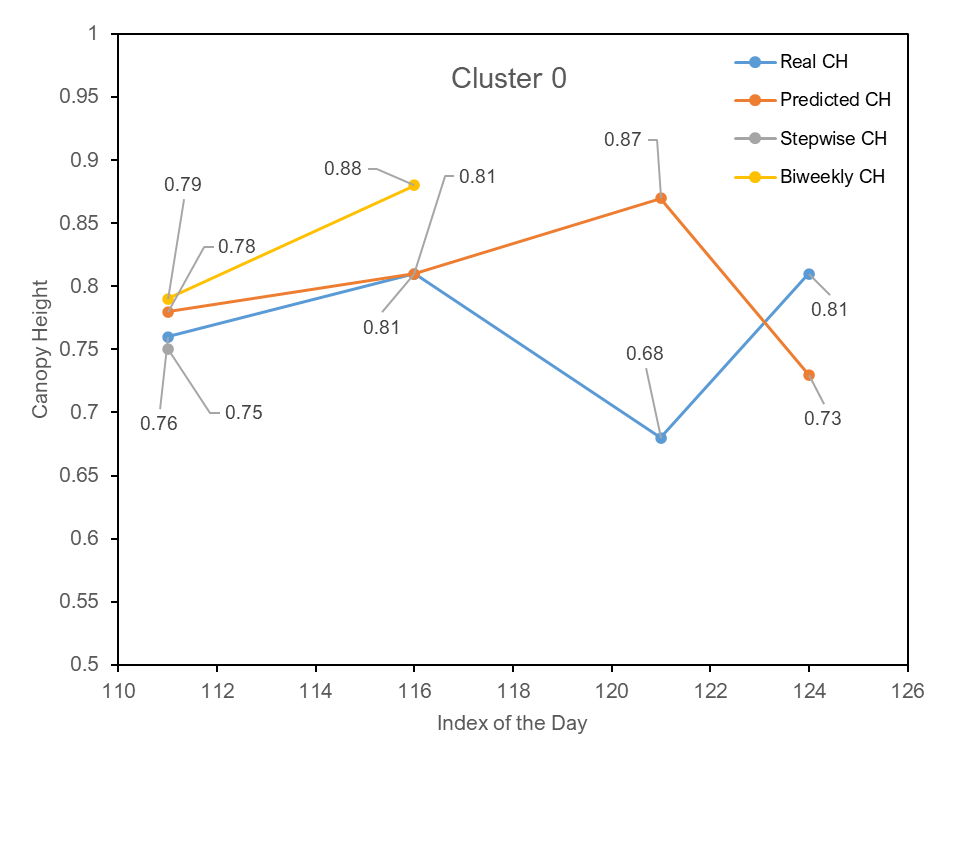 Cluster 0
Real CH
Predicted CH
Stepwise CH
Biweekly CH
1
0.95
0.9
0.85
0.8
0.75
0.7
0.65
0.6
0.55
0.5
Canopy Height
0.79
0.78
0.76
0.75
0.88
0.81
0.81
0.87
0.68
0.81
0.73
110 112 114 116 118 120 122 124 126
Index of the Day